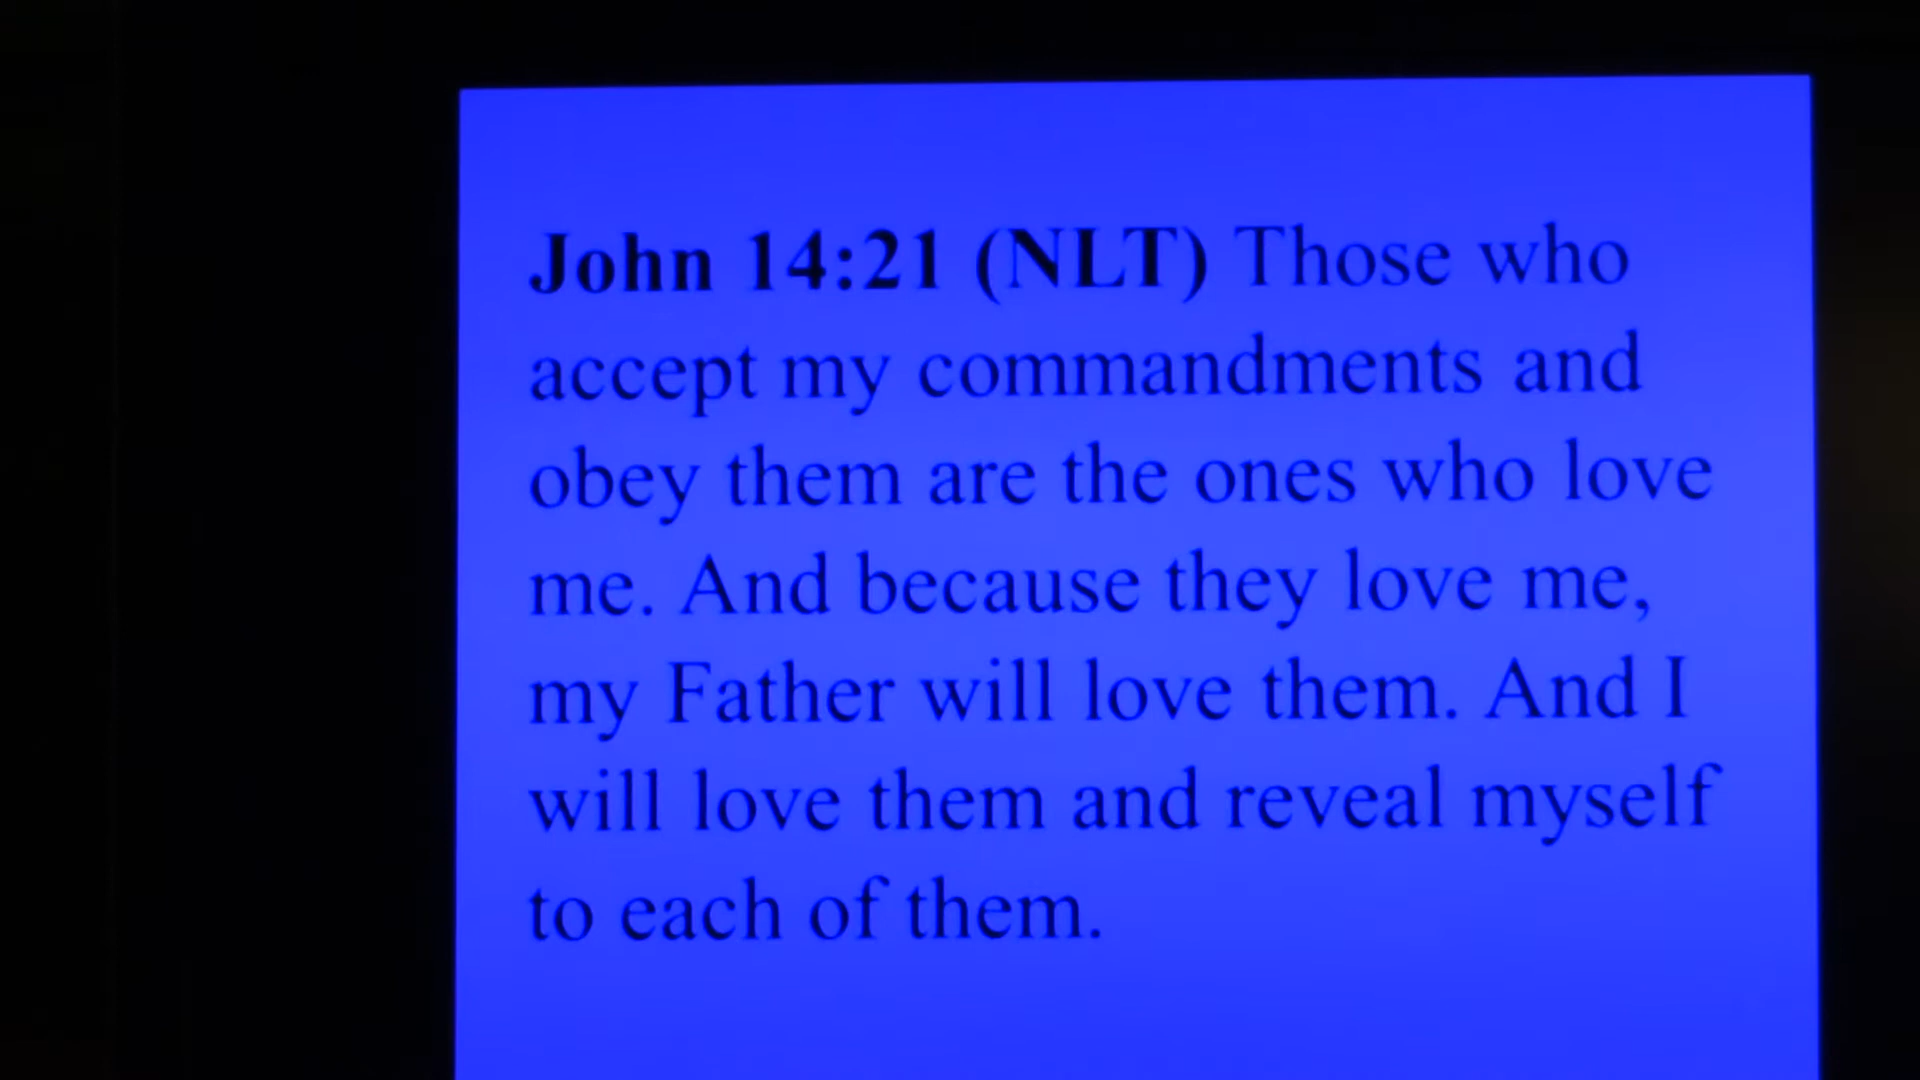 John 14:21 (NLT) Those who
accept my commandments and
obey them are the ones who love
me. And because they love me,
my Father will love them. And I
will love them and reveal myself
to each of them.